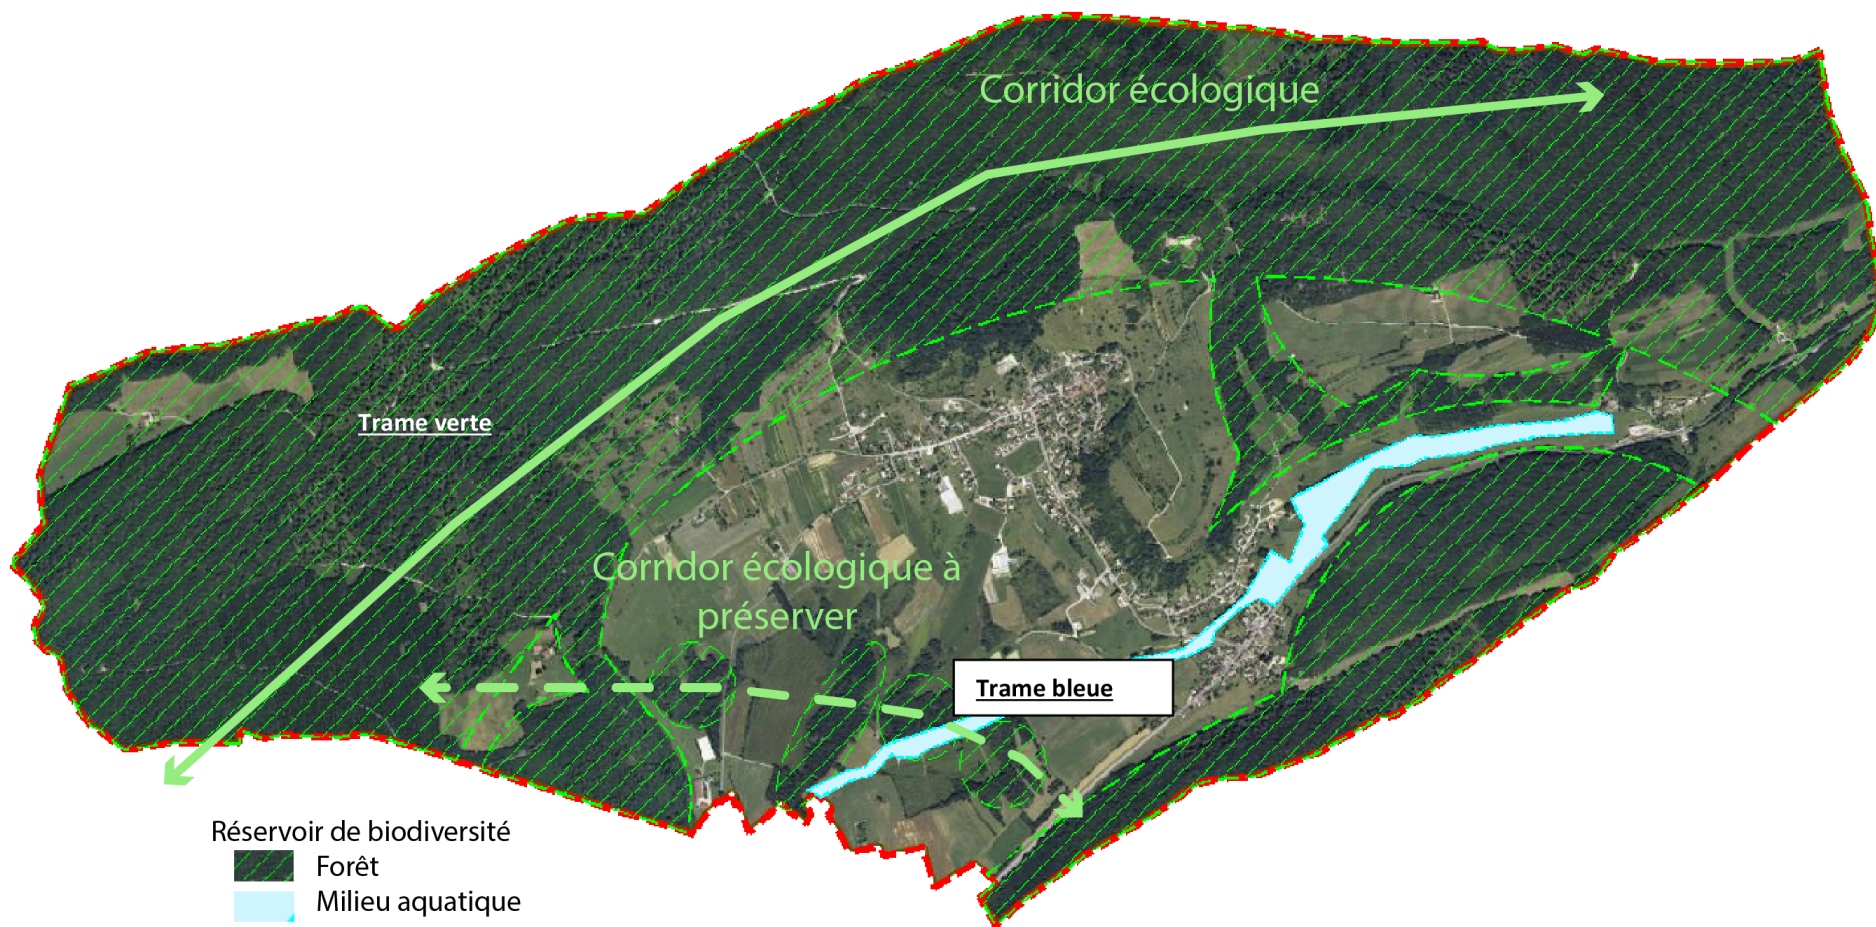 Corridor écologique
Trame verte
Corridor écologique à
préserver
Trame bleue
Réservoir de biodiversité
Forêt
Milieu aquatique